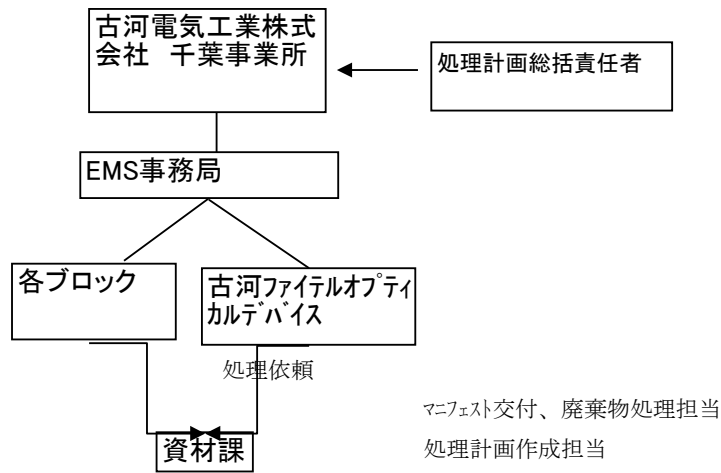 古河電気工業株式
会社　千葉事業所
処理計画総括責任者
EMS事務局
各ブロック
古河ﾌｧｲﾃﾙｵﾌﾟﾃｨ
ｶﾙﾃﾞﾊﾞｲｽ
処理依頼
資材課
ﾏﾆﾌｪｽﾄ交付、廃棄物処理担当
処理計画作成担当